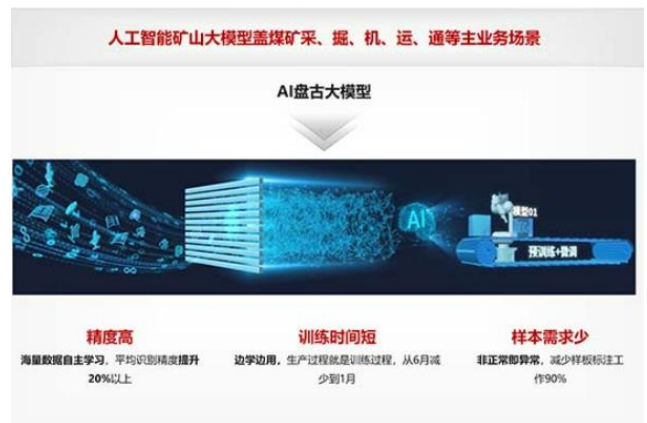 人工智能矿山大模型盖煤矿采、掘、机、运、通等主业务场景
AI盘古大模型
AI
模型01
预训练+微调
精度高
海量数据自主学习，平均识别精度提升
20%以上
训练时间短
边学边用，生产过程就是训练过程，从6月减
少到1月
样本需求少
非正常即异常，减少样板标注工
作90%